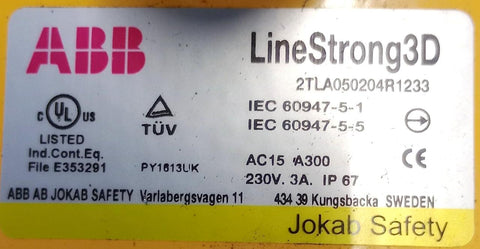 ABB
LineStrong3D
2TLA050204R1233
C UL US
LISTED
Ind.Cont.Eq.
File E353291
TÜV
PY1613UK
IEC 60947-5-1
IEC 60947-5-5
AC15 A300
CE
230V. 3A. IP 67
ABB AB JOKAB SAFETY Varlabergsvagen 11 434 39 Kungsbacka SWEDEN
Jokab Safety